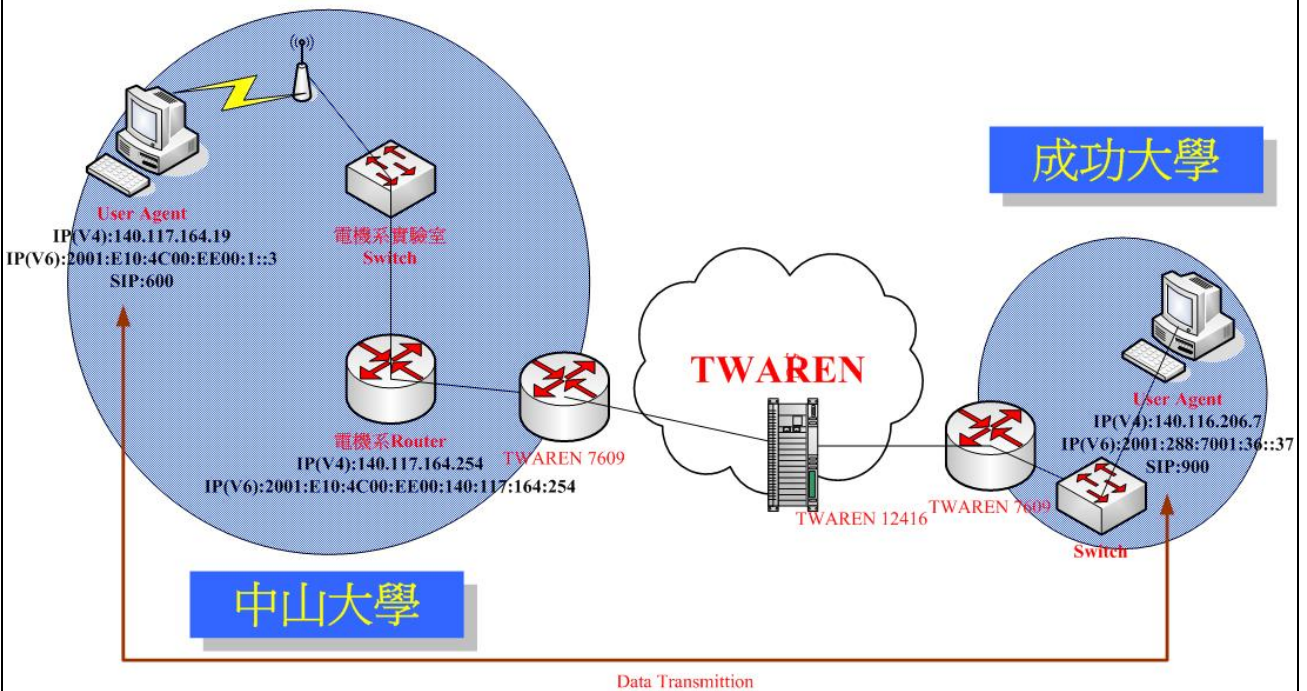 成功大學
User Agent
IP(V4):140.117.164.19
IP(V6):2001:E10:4C00:EE00:1::3
SIP:600
電機系實驗室
Switch
TWAREN
User Agent
IP(V4):140.116.206.7
IP(V6):2001:288:7001:36::37
SIP:900
電機系Router
IP(V4):140.117.164.254
IP(V6):2001:E10:4C00:EE00:140:117:164:254
TWAREN 7609
TWAREN 12416
TWAREN 7609
Switch
中山大學
Data Transmittion